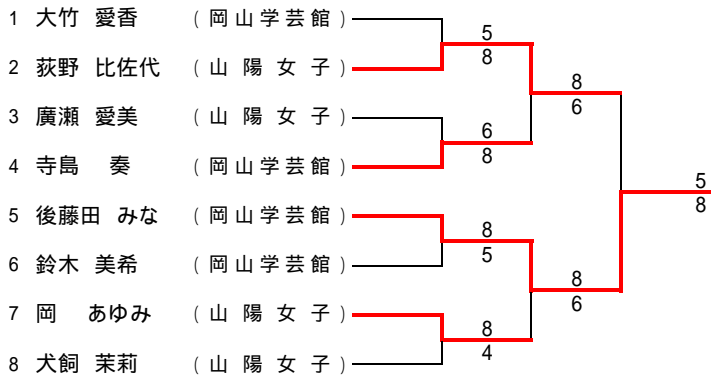 1 大竹 愛香 (岡山学芸館)
5
8
2 荻野 比佐代 (山陽女子)
8
6
3 廣瀬 愛美 (山陽女子)
6
8
4 寺島 奏 (岡山学芸館)
5
8
5 後藤田 みな (岡山学芸館)
8
5
6 鈴木 美希 (岡山学芸館)
8
6
7 岡 あゆみ (山陽女子)
8
4
8 犬飼 茉莉 (山陽女子)